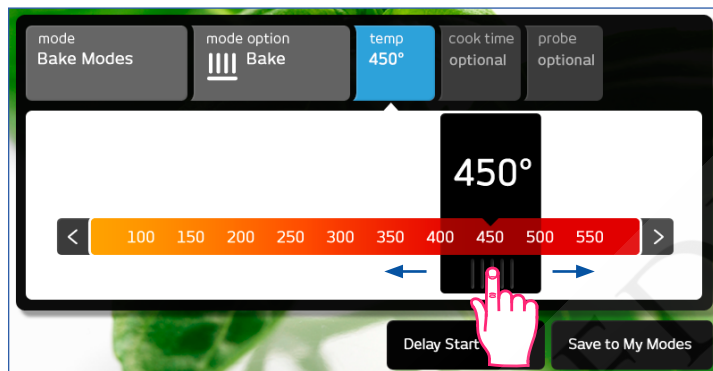 mode
Bake Modes
mode option
Bake
temp
450°
cook time
optional
probe
optional
450°
< 100 150 200 250 300 350 400 450 500 550 >
Delay Start
Save to My Modes